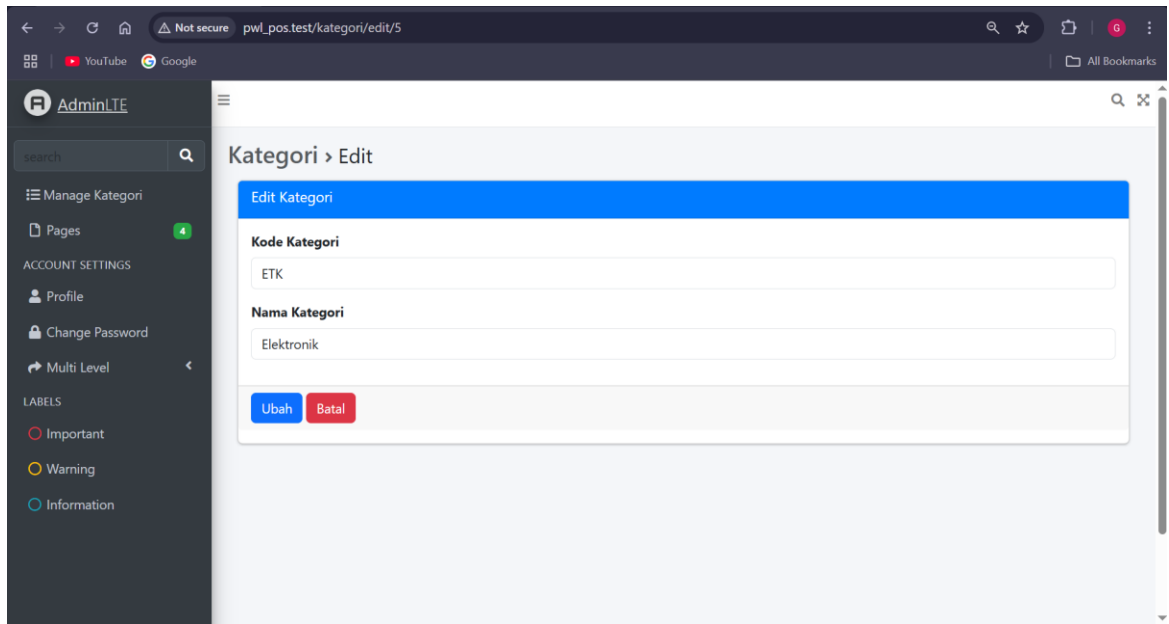 Not secure pwl_pos.test/kategori/edit/5
G
YouTube Google All Bookmarks
AdminLTE
search
Manage Kategori
Pages 4
ACCOUNT SETTINGS
Profile
Change Password
Multi Level
LABELS
Important
Warning
Information
Kategori › Edit
Edit Kategori
Kode Kategori
ETK
Nama Kategori
Elektronik
Ubah Batal